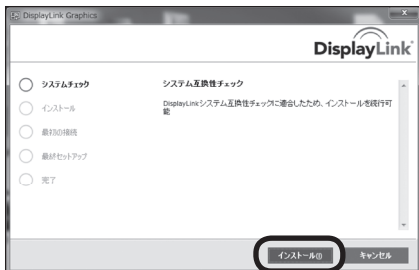 DisplayLink Graphics
DisplayLink
システムチェック
インストール
最初の接続
最終セットアップ
完了
システム互換性チェック
DisplayLinkシステム互換性チェックに適合したため、インストールを続行可
能
インストール(I)
キャンセル